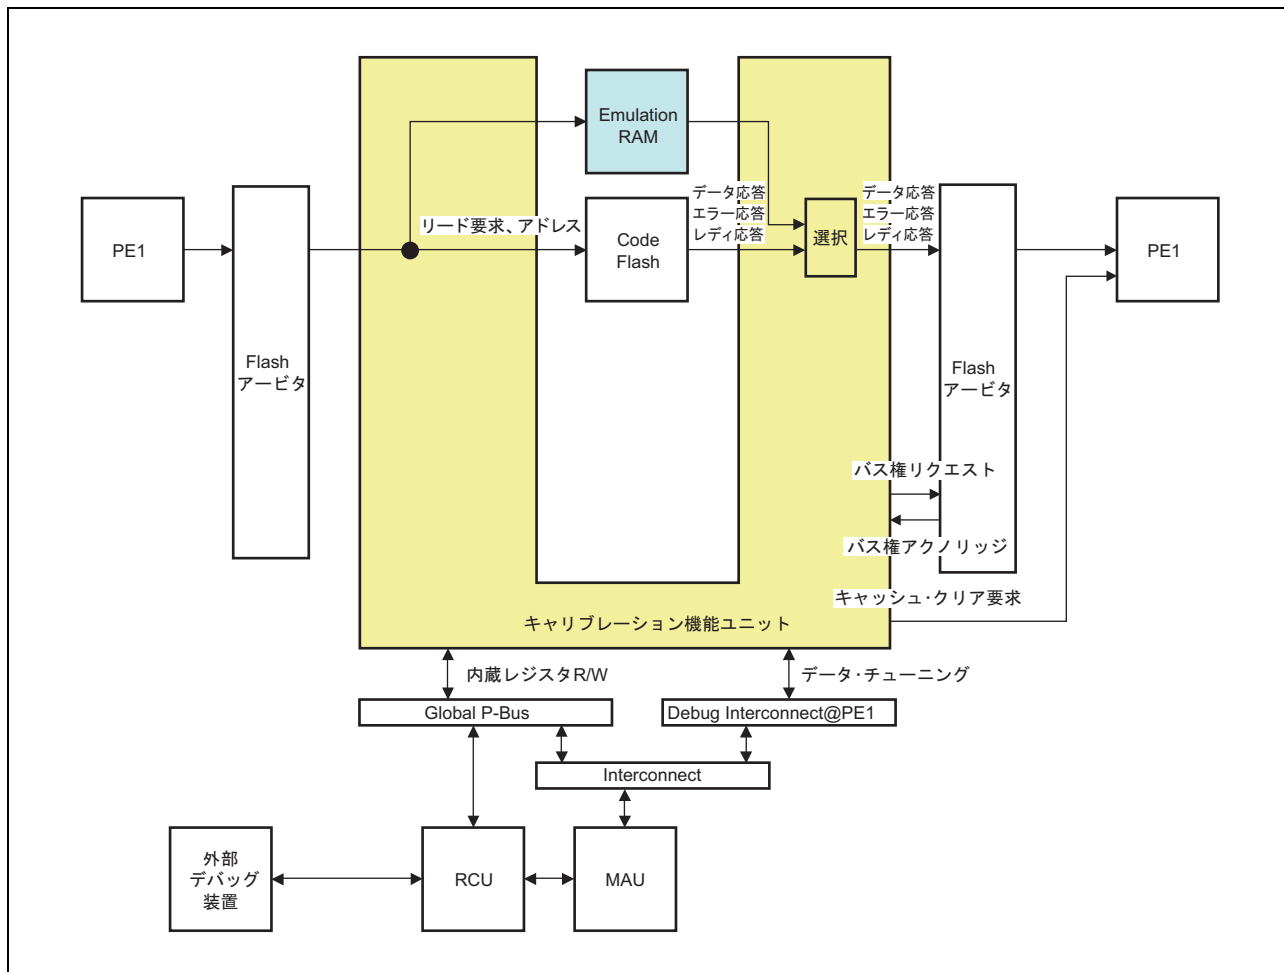 Emulation
RAM
データ応答
エラー応答
レディ応答
データ応答
エラー応答
レディ応答
リード要求、アドレス
PE1
Code
Flash
選択
PE1
Flash
アービタ
Flash
アービタ
バス権リクエスト
バス権アクノリッジ
キャッシュ・クリア要求
キャリブレーション機能ユニット
内蔵レジスタR/W
データ・チューニング
Global P-Bus
Debug Interconnect@PE1
Interconnect
外部
デバッグ
装置
RCU
MAU